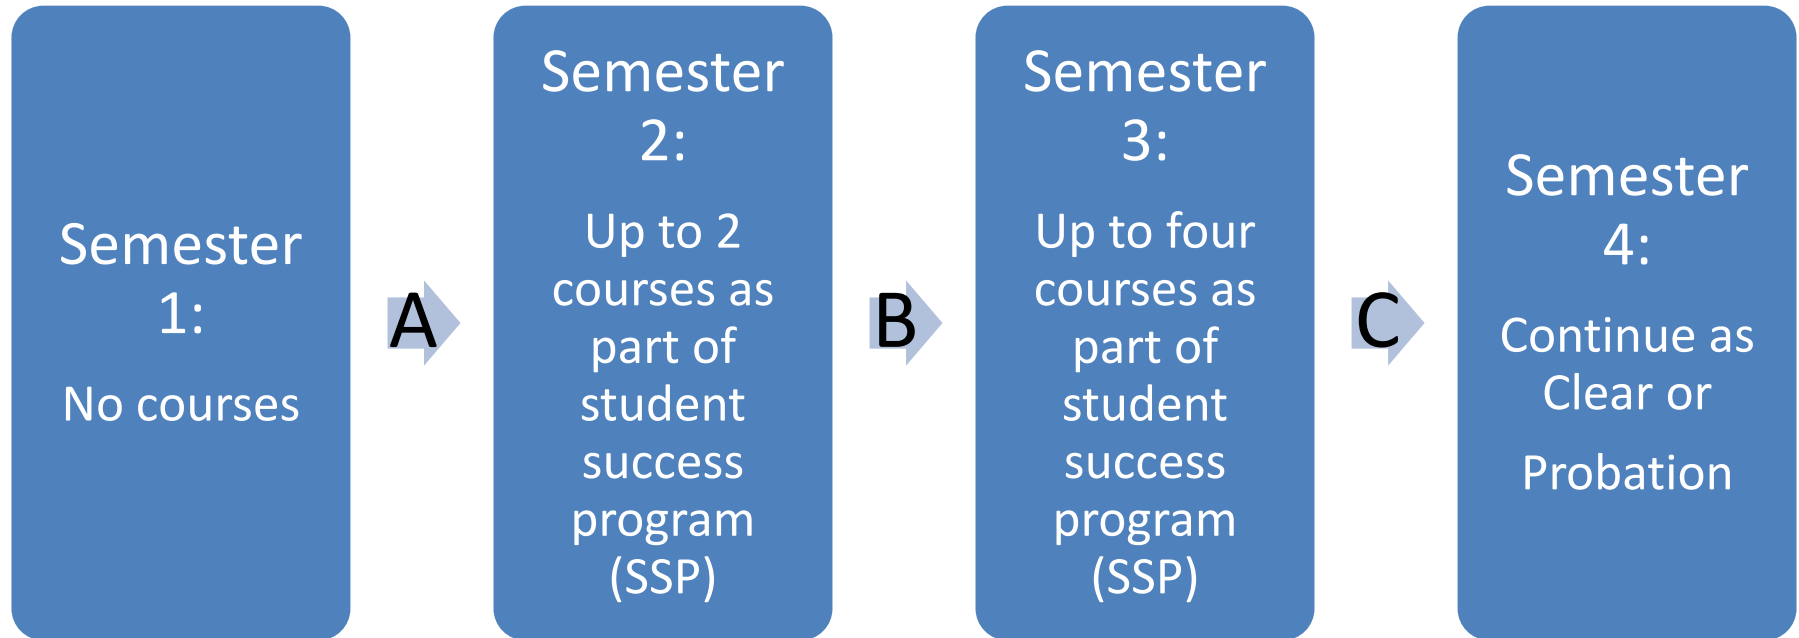 Semester
1:
No courses
A
Semester
2:
Up to 2
courses as
part of
student
success
program
(SSP)
B
Semester
3:
Up to four
courses as
part of
student
success
program
(SSP)
C
Semester
4:
Continue as
Clear or
Probation